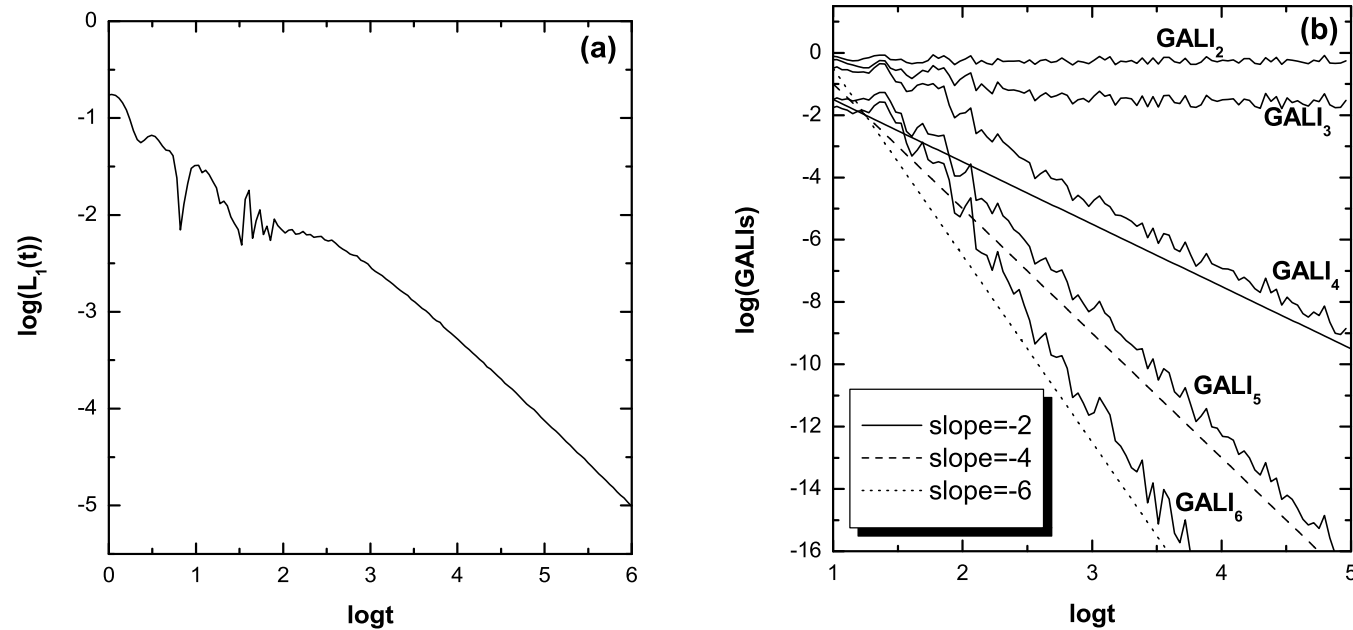 (a)
0
-1
-2
-3
-4
-5
log(L1(t))
0 1 2 3 4 5 6
logt
(b)
GALI2
GALI3
GALI4
GALI5
GALI6
0
-2
-4
-6
-8
-10
-12
-14
-16
log(GALIs)
slope=-2
slope=-4
slope=-6
1 2 3 4 5
logt